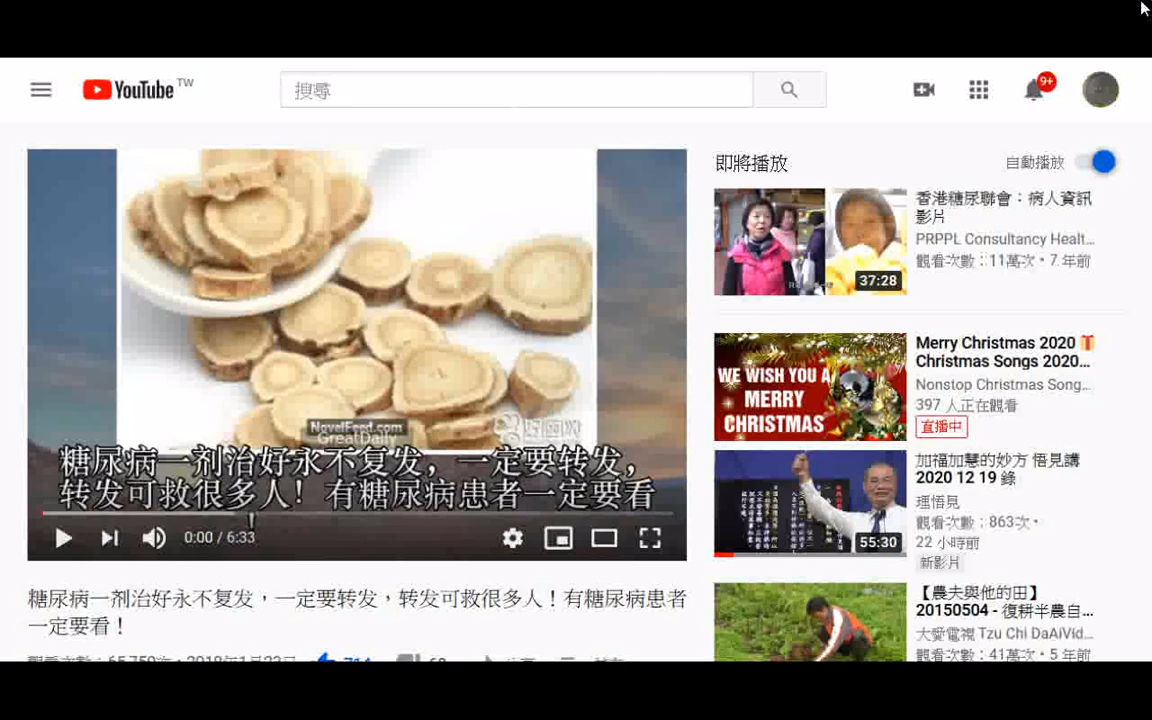 YouTube TW
搜尋
9+
NovelFeed.com
GreatDaily
糖尿病一剂治好永不复发，一定要转发，
转发可救很多人！有糖尿病患者一定要看
！
0:00 / 6:33
糖尿病一剂治好永不复发，一定要转发，转发可救很多人！有糖尿病患者
一定要看！
即將播放
自動播放
37:28
香港糖尿聯會：病人資訊
影片
PRPPL Consultancy Healt...
觀看次數：11萬次・7 年前
WE WISH YOU A
MERRY
CHRISTMAS
Merry Christmas 2020 🎁
Christmas Songs 2020...
Nonstop Christmas Song...
397 人正在觀看
直播中
55:30
加福加慧的妙方 悟見講
2020 12 19 錄
理悟見
觀看次數：863次・
22 小時前
新影片
【農夫與他的田】
20150504 - 復耕半農自...
大愛電視 Tzu Chi DaAiVid...
觀看次數：41萬次・5 年前